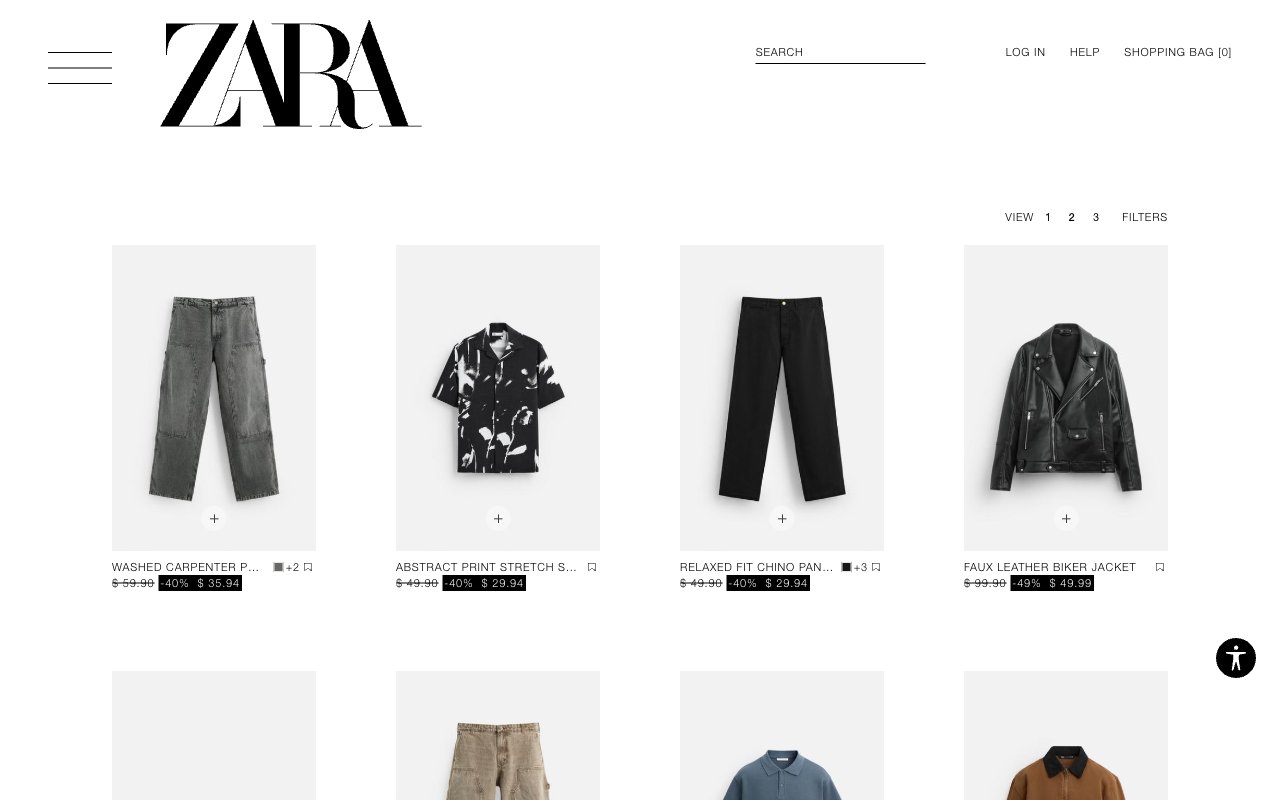 ZARA
SEARCH
LOG IN
HELP
SHOPPING BAG [0]
VIEW 1 2 3 FILTERS
WASHED CARPENTER P... +2
$ 59.90 -40% $ 35.94
ABSTRACT PRINT STRETCH S...
$ 49.90 -40% $ 29.94
RELAXED FIT CHINO PAN... +3
$ 49.90 -40% $ 29.94
FAUX LEATHER BIKER JACKET
$ 99.90 -49% $ 49.99